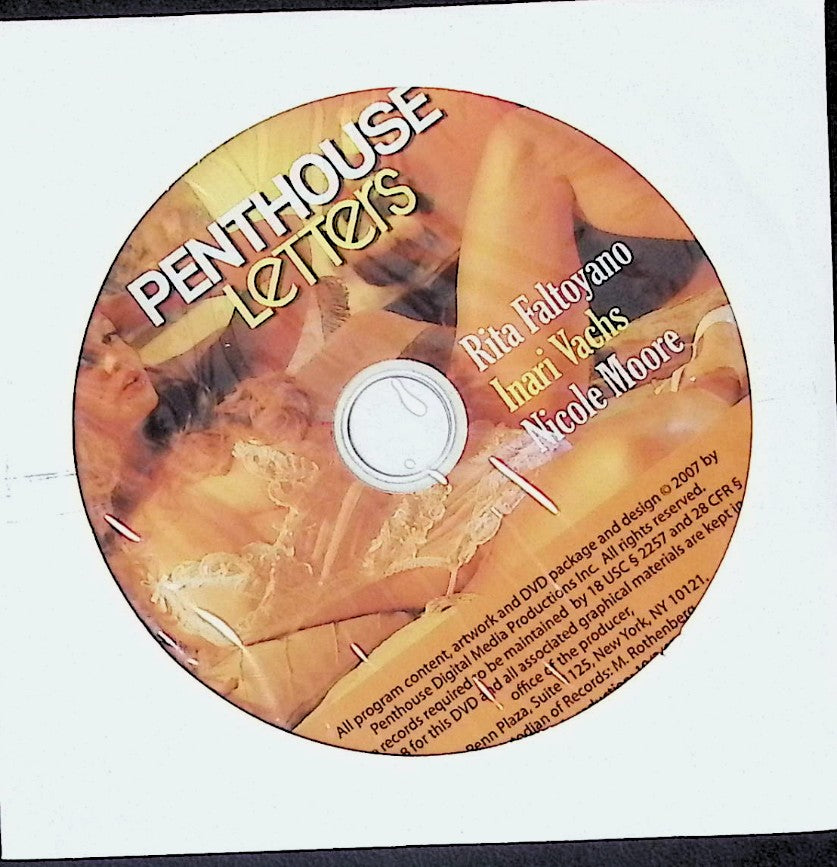 PENTHOUSE
Letters
Rita Faltoyano
Inari Vachs
Nicole Moore
All program content, artwork and DVD package and design © 2007 by
Penthouse Digital Media Productions Inc. All rights reserved.
records required to be maintained by 18 USC § 2257 and 28 CFR §
8 for this DVD and all associated graphical materials are kept in
office of the producer,
Penn Plaza, Suite 1125, New York, NY 10121,
of Records: M. Rothenberg